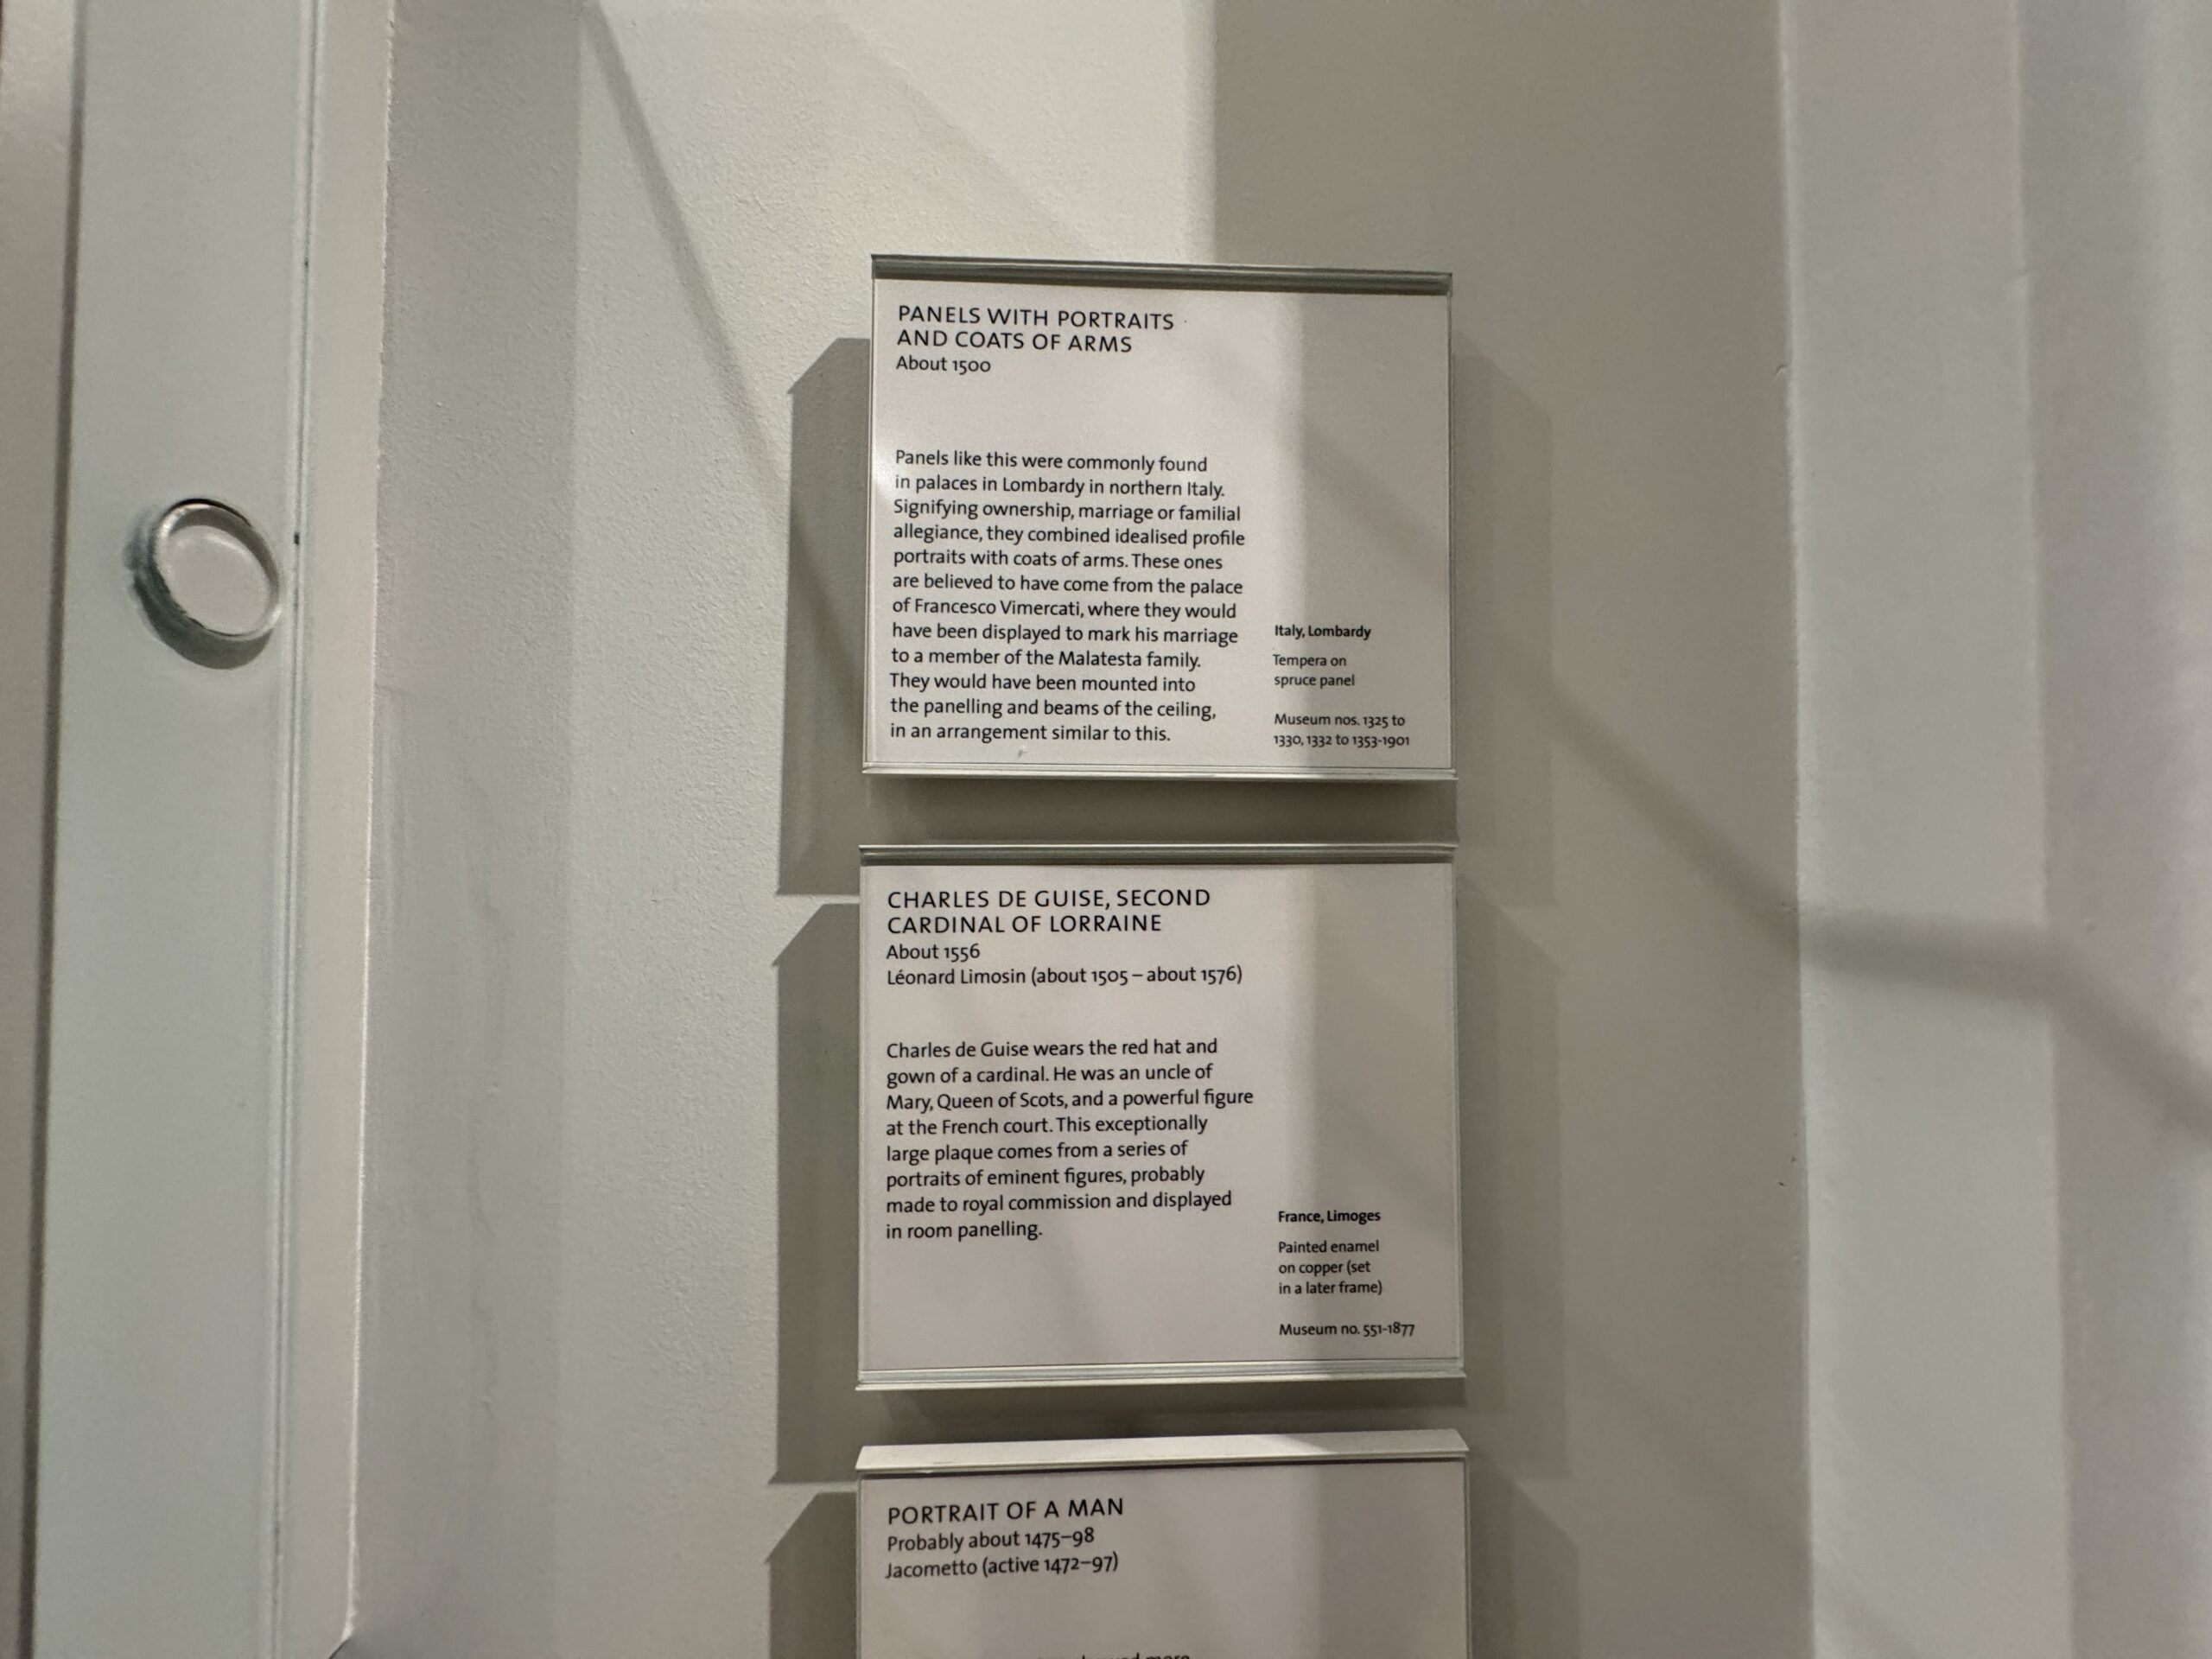 PANELS WITH PORTRAITS
AND COATS OF ARMS
About 1500
Panels like this were commonly found
in palaces in Lombardy in northern Italy.
Signifying ownership, marriage or familial
allegiance, they combined idealised profile
portraits with coats of arms. These ones
are believed to have come from the palace
of Francesco Vimercati, where they would
have been displayed to mark his marriage
to a member of the Malatesta family.
They would have been mounted into
the panelling and beams of the ceiling,
in an arrangement similar to this.
Italy, Lombardy
Tempera on
spruce panel
Museum nos. 1325 to
1330, 1332 to 1353-1901
CHARLES DE GUISE, SECOND
CARDINAL OF LORRAINE
About 1556
Léonard Limosin (about 1505 – about 1576)
Charles de Guise wears the red hat and
gown of a cardinal. He was an uncle of
Mary, Queen of Scots, and a powerful figure
at the French court. This exceptionally
large plaque comes from a series of
portraits of eminent figures, probably
made to royal commission and displayed
in room panelling.
France, Limoges
Painted enamel
on copper (set
in a later frame)
Museum no. 551-1877
PORTRAIT OF A MAN
Probably about 1475–98
Jacometto (active 1472–97)